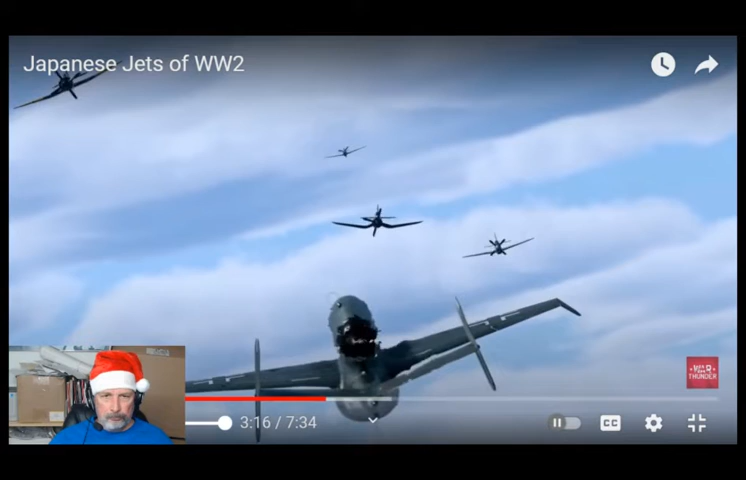 Japanese Jets of WW2
WAR
THUNDER
3:16 / 7:34
CC